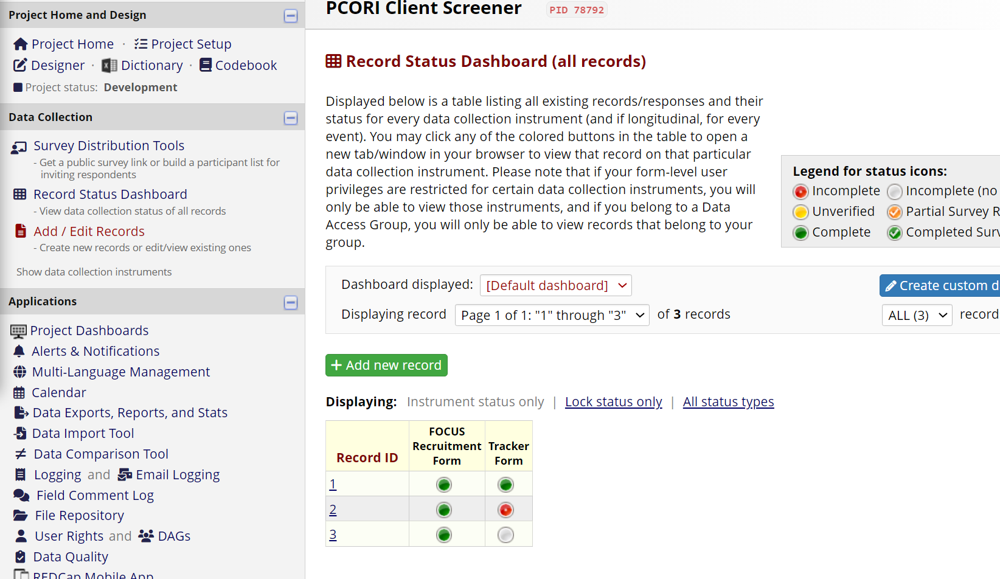 Project Home and Design
Project Home · Project Setup
Designer · Dictionary · Codebook
Project status: Development
Data Collection
Survey Distribution Tools
- Get a public survey link or build a participant list for
inviting respondents
Record Status Dashboard
- View data collection status of all records
Add / Edit Records
- Create new records or edit/view existing ones
Show data collection instruments
Applications
Project Dashboards
Alerts & Notifications
Multi-Language Management
Calendar
Data Exports, Reports, and Stats
Data Import Tool
Data Comparison Tool
Logging and Email Logging
Field Comment Log
File Repository
User Rights and DAGs
Data Quality
REDCap Mobile App
PCORI Client Screener PID 78792
Record Status Dashboard (all records)
Displayed below is a table listing all existing records/responses and their
status for every data collection instrument (and if longitudinal, for every
event). You may click any of the colored buttons in the table to open a
new tab/window in your browser to view that record on that particular
data collection instrument. Please note that if your form-level user
privileges are restricted for certain data collection instruments, you will
only be able to view those instruments, and if you belong to a Data
Access Group, you will only be able to view records that belong to your
group.
Legend for status icons:
Incomplete Incomplete (no
Unverified Partial Survey R
Complete Completed Surv
Dashboard displayed: [Default dashboard]
Create custom d
Displaying record Page 1 of 1: "1" through "3" of 3 records
ALL (3) record
+ Add new record
Displaying: Instrument status only | Lock status only | All status types
Record ID
FOCUS
Recruitment
Form
Tracker
Form
1
2
3